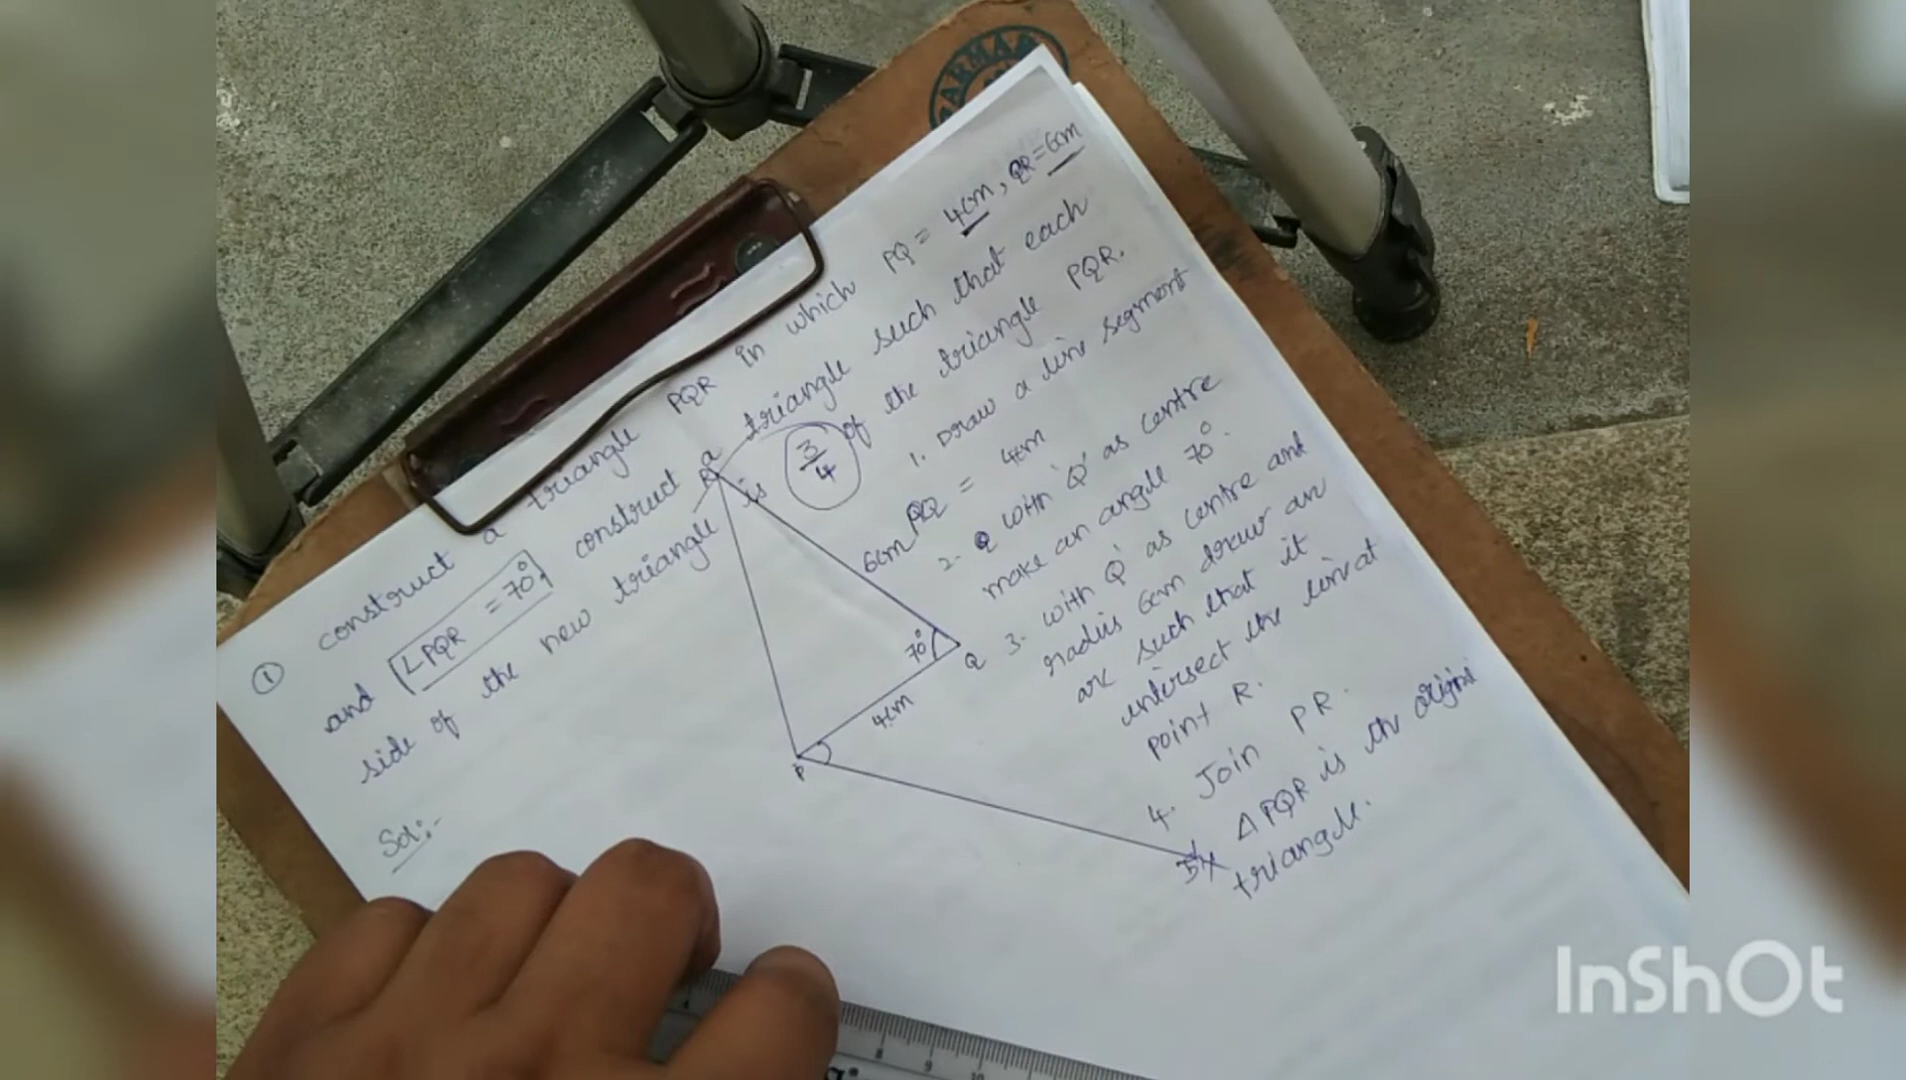 ① construct a triangle PQR in which PQ = 4cm, QR = 6cm
and ∠PQR = 70°, construct a triangle such that each
side of the new triangle is 3/4 of the triangle PQR.
Sol:-
R
6cm
70°
Q
4cm
P
1. Draw a line segment
PQ = 4cm
2. Q with 'Q' as centre
make an angle 70°.
3. with Q' as centre and
radius 6cm draw an
arc such that it
intersect the line at
point R.
4. Join PR.
△PQR is the
triangle.
8 9 10
InShOt